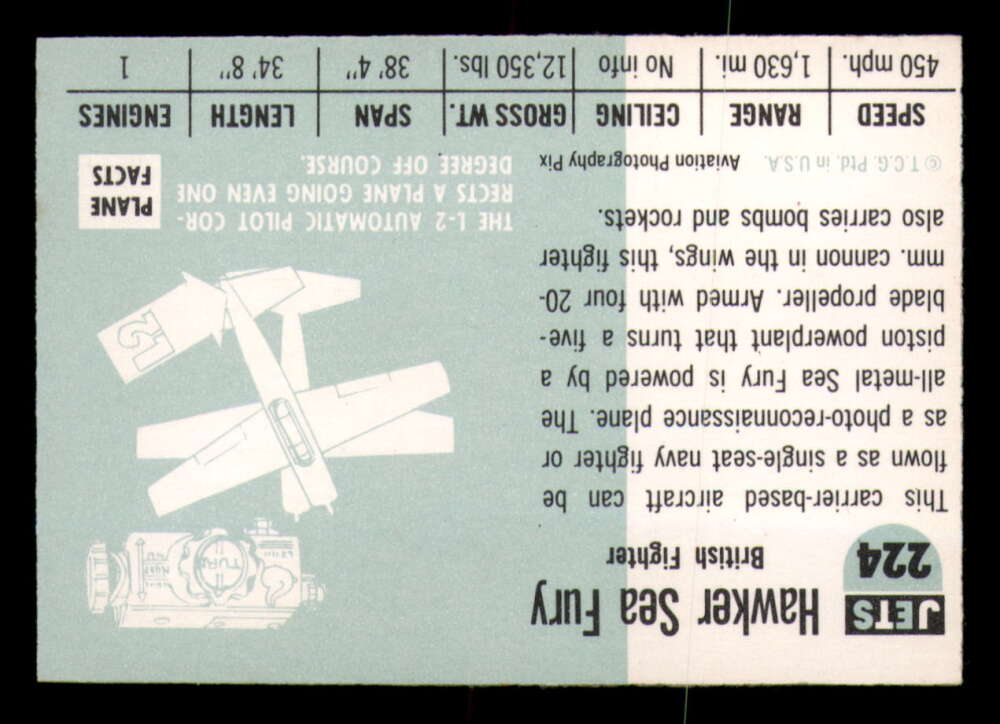 JETS
224
Hawker Sea Fury
British Fighter
This carrier-based aircraft can be
flown as a single-seat navy fighter or
as a photo-reconnaissance plane. The
all-metal Sea Fury is powered by a
piston powerplant that turns a five-
blade propeller. Armed with four 20-
mm. cannon in the wings, this fighter
also carries bombs and rockets.
© T.C.G. Ptd. in U.S.A.
Aviation Photography Pix
TURN
L2
THE L-2 AUTOMATIC PILOT COR-
RECTS A PLANE GOING EVEN ONE
DEGREE OFF COURSE.
PLANE
FACTS
SPEED RANGE CEILING GROSS WT. SPAN LENGTH ENGINES
450 mph. 1,630 mi. No info 12,350 lbs. 38' 4" 34' 8" 1